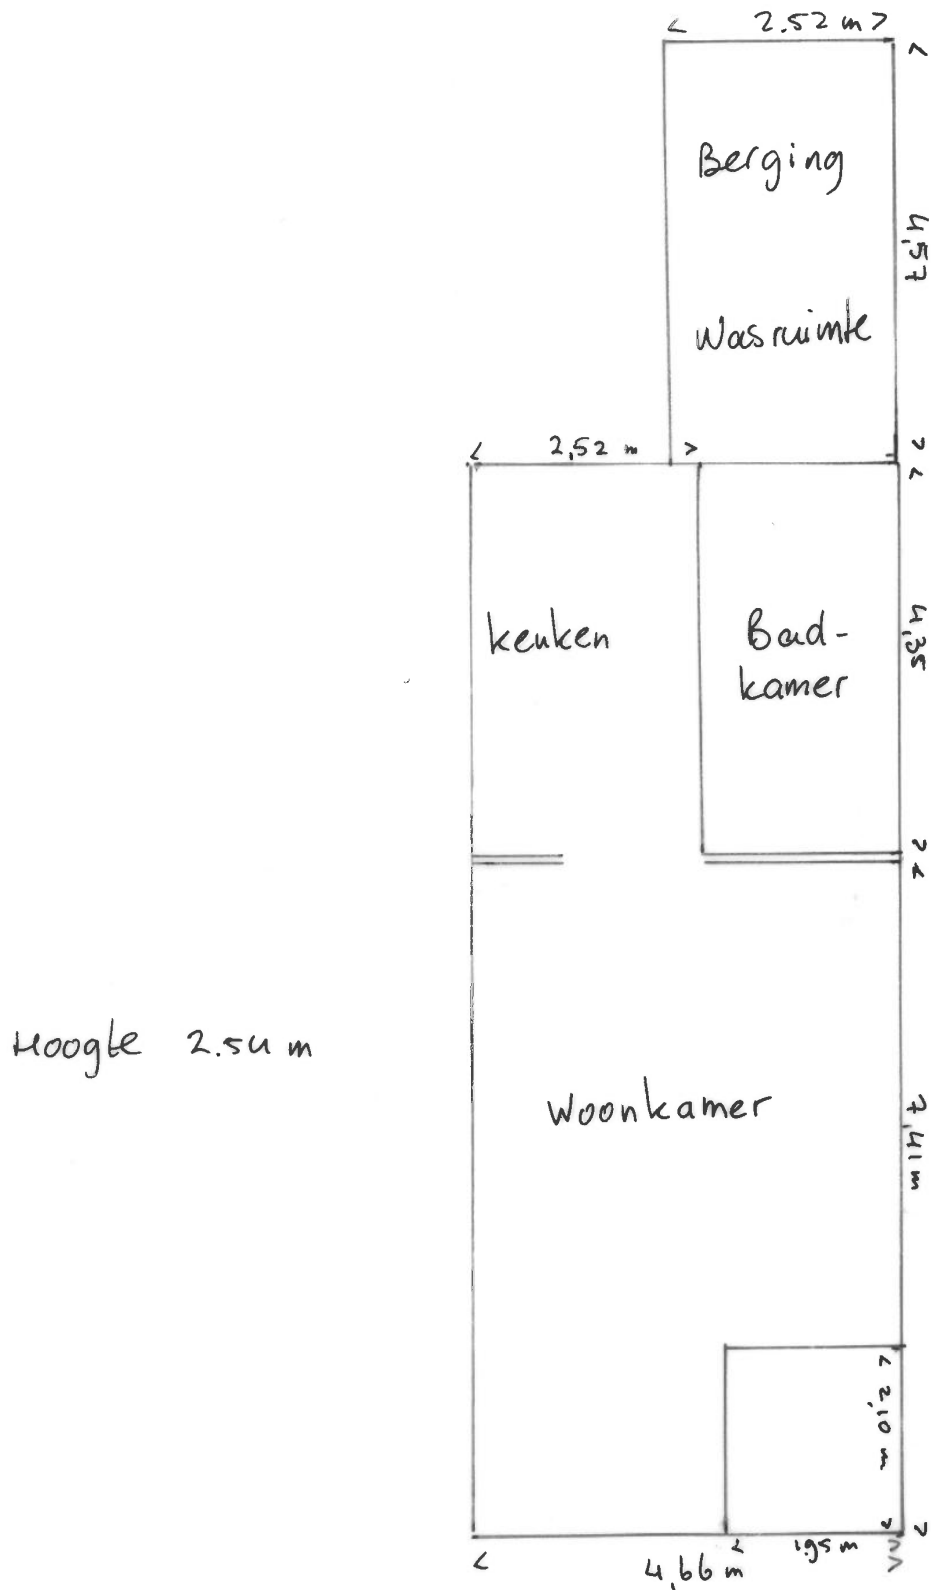 2.52 m
Berging
4,57
Wasruimte
2,52 m
keuken
Bad-
kamer
4,35
Hoogte 2.54 m
Woonkamer
7,41 m
2,10 m
1.95 m
4,66 m